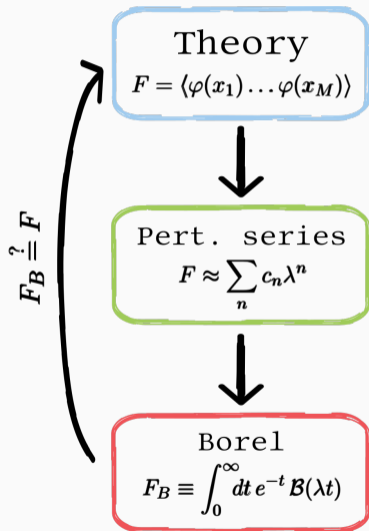 Theory
F = ⟨φ(x₁) … φ(x_M)⟩
Pert. series
F ≈ ∑ₙ cₙλⁿ
Borel
F_B ≡ ∫₀^∞ dt e^{-t} ℬ(λt)
F_B ≟ F